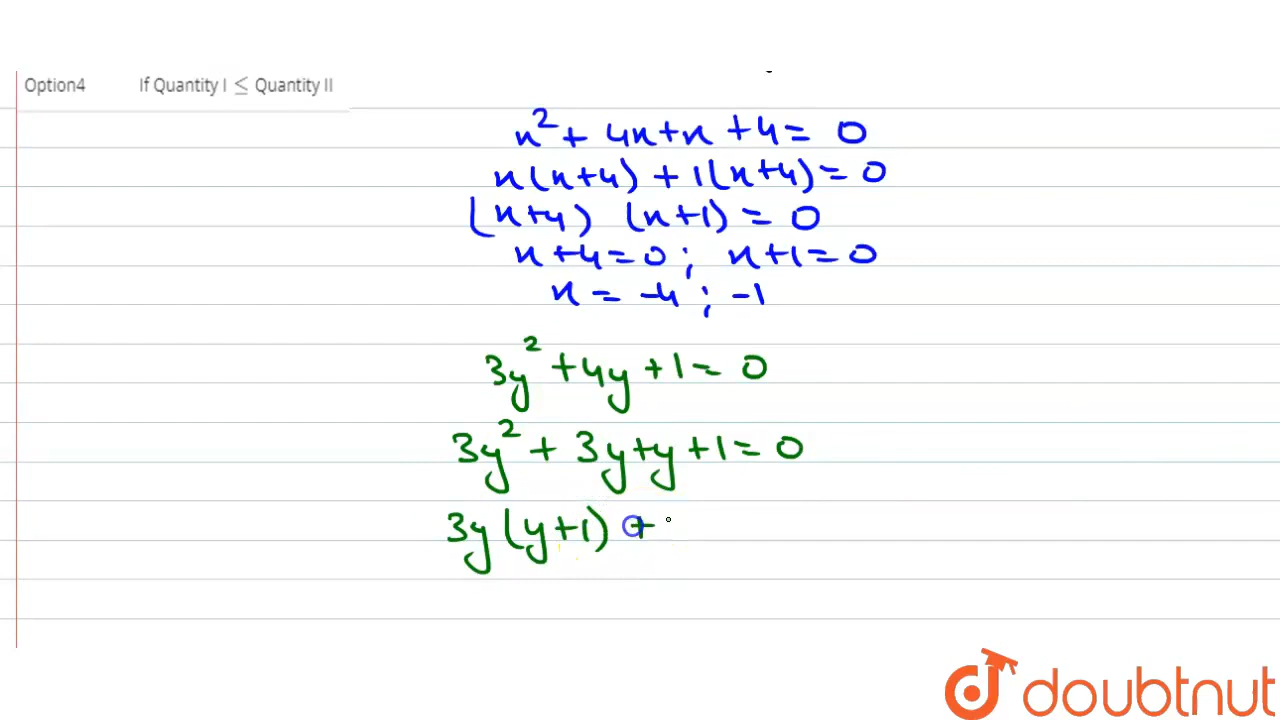 Option4 If Quantity I ≤ Quantity II
x² + 4x + x + 4 = 0
x(x+4) + 1(x+4) = 0
(x+4) (x+1) = 0
x+4 = 0 ; x+1 = 0
x = -4 ; -1
3y² + 4y + 1 = 0
3y² + 3y + y + 1 = 0
3y(y+1) +
doubtnut